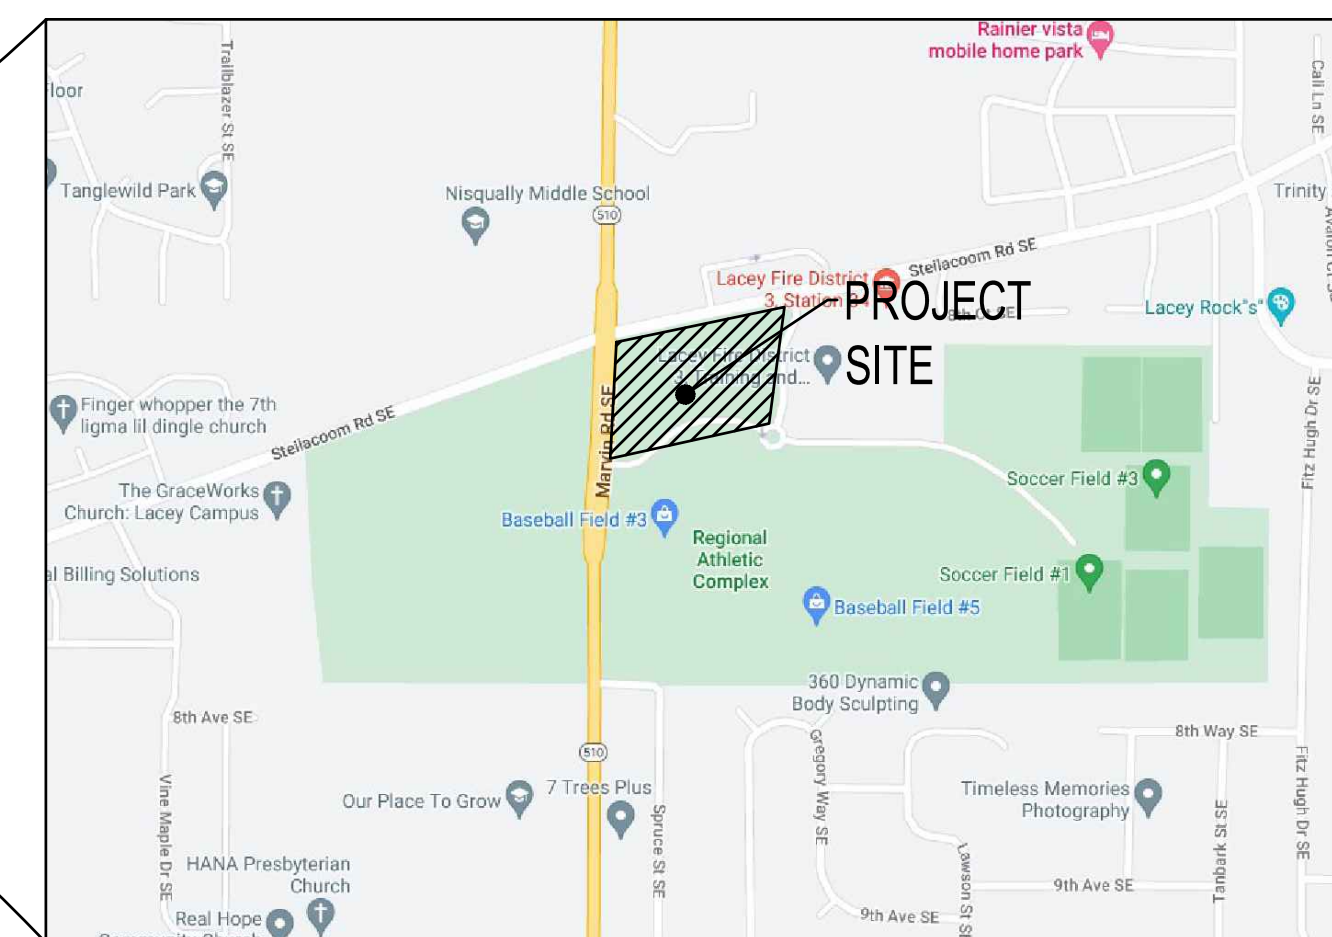 Rainier vista
mobile home park
Trailblazer St SE
Cali Ln SE
Tanglewild Park
Nisqually Middle School
510
Trinity
Steilacoom Rd SE
Lacey Fire District
3, Station
PROJECT
SITE
8th Ct SE
Lacey Rock"s"
Lacey Fire District
3, Training and...
Marvin Rd SE
Fitz Hugh Dr SE
Finger whopper the 7th
ligma lil dingle church
Steilacoom Rd SE
The GraceWorks
Church: Lacey Campus
Soccer Field #3
Baseball Field #3
Regional
Athletic
Complex
al Billing Solutions
Soccer Field #1
Baseball Field #5
360 Dynamic
Body Sculpting
8th Ave SE
8th Way SE
510
Gregory Way SE
Fitz Hugh Dr SE
Vine Maple Dr SE
Our Place To Grow
7 Trees Plus
Spruce St SE
Timeless Memories
Photography
Tanbark St SE
Lawson St SE
HANA Presbyterian
Church
9th Ave SE
9th Ave SE
Real Hope